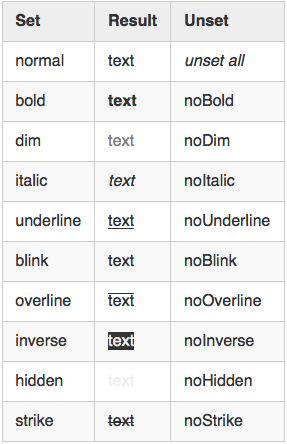 Set Result Unset
normal text unset all
bold text noBold
dim text noDim
italic text noItalic
underline text noUnderline
blink text noBlink
overline text noOverline
inverse text noInverse
hidden text noHidden
strike text noStrike